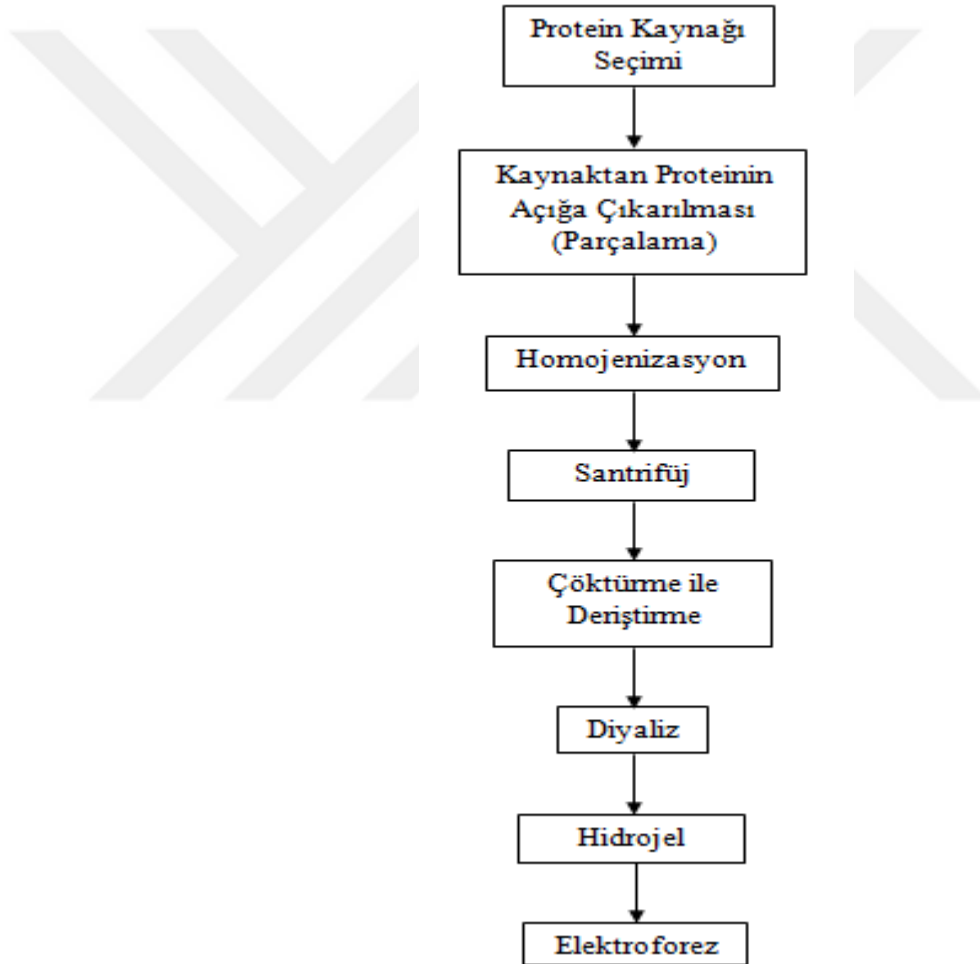 Protein Kaynağı
Seçimi
Kaynaktan Proteinin
Açığa Çıkarılması
(Parçalama)
Homojenizasyon
Santrifüj
Çöktürme ile
Deriştirme
Diyaliz
Hidrojel
Elektroforez